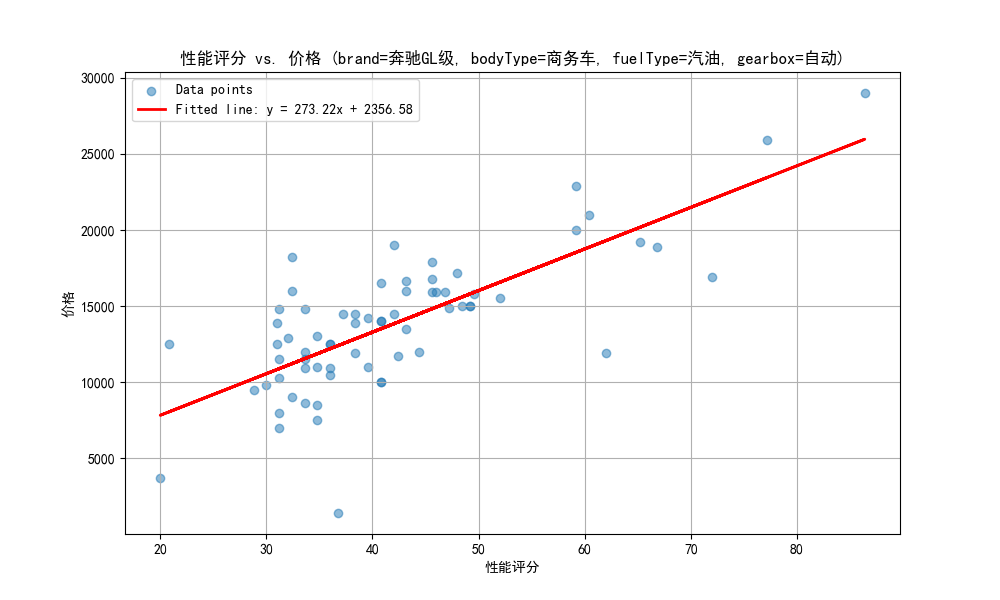 性能评分 vs. 价格 (brand=奔驰GL级, bodyType=商务车, fuelType=汽油, gearbox=自动)
Data points
Fitted line: y = 273.22x + 2356.58
30000
25000
20000
15000
10000
5000
价格
20 30 40 50 60 70 80
性能评分